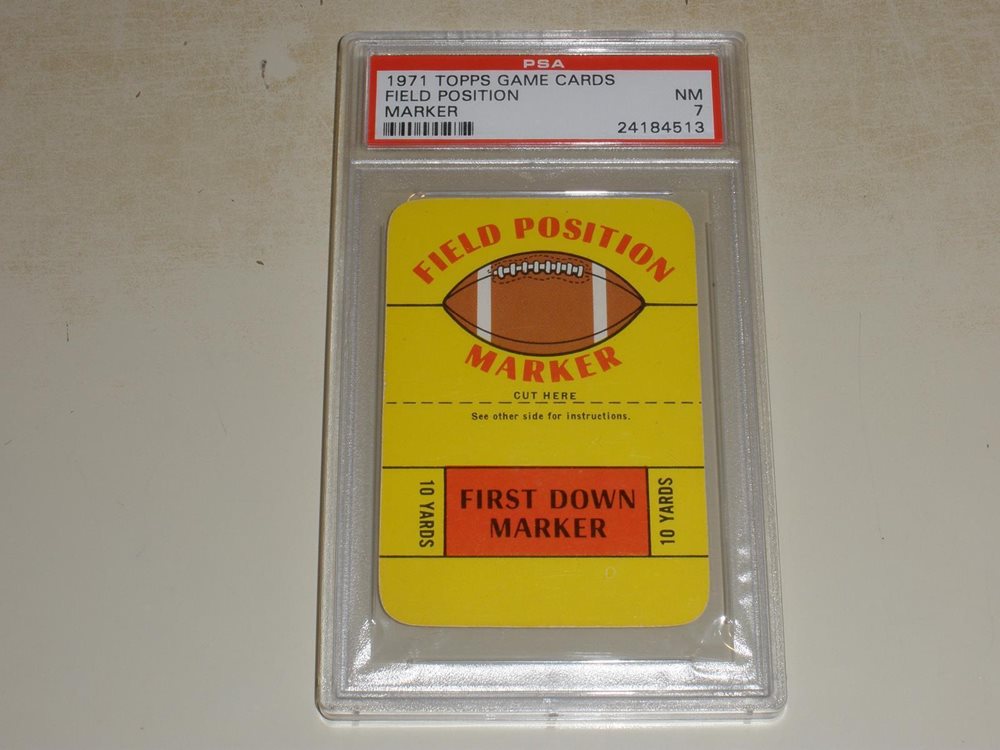 PSA
1971 TOPPS GAME CARDS
FIELD POSITION NM
MARKER 7
24184513
FIELD POSITION
MARKER
CUT HERE
See other side for instructions.
10 YARDS
FIRST DOWN
MARKER
10 YARDS